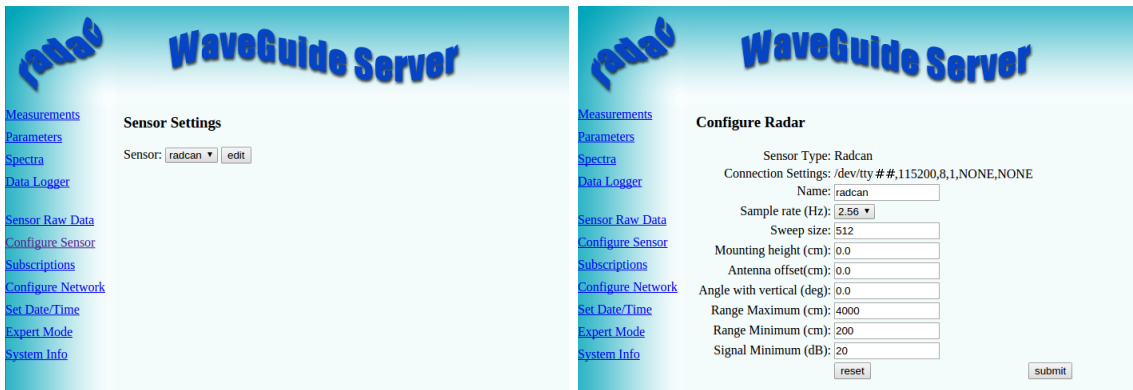 radac
WaveGuide Server
Measurements
Parameters
Spectra
Data Logger
Sensor Raw Data
Configure Sensor
Subscriptions
Configure Network
Set Date/Time
Expert Mode
System Info
Sensor Settings
Sensor: radcan ▼ edit
radac
WaveGuide Server
Measurements
Parameters
Spectra
Data Logger
Sensor Raw Data
Configure Sensor
Subscriptions
Configure Network
Set Date/Time
Expert Mode
System Info
Configure Radar
Sensor Type: Radcan
Connection Settings: /dev/tty##,115200,8,1,NONE,NONE
Name: radcan
Sample rate (Hz): 2.56 ▼
Sweep size: 512
Mounting height (cm): 0.0
Antenna offset(cm): 0.0
Angle with vertical (deg): 0.0
Range Maximum (cm): 4000
Range Minimum (cm): 200
Signal Minimum (dB): 20
reset submit